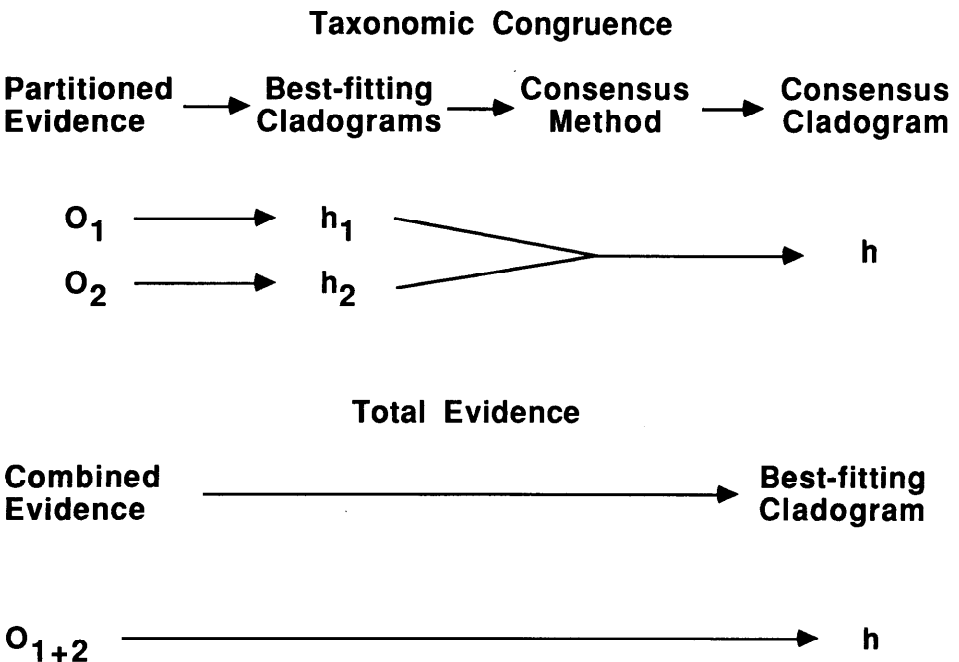 Taxonomic Congruence
Partitioned Evidence
Best-fitting Cladograms
Consensus Method
Consensus Cladogram
O1
h1
h
O2
h2
Total Evidence
Combined Evidence
Best-fitting Cladogram
O1+2
h